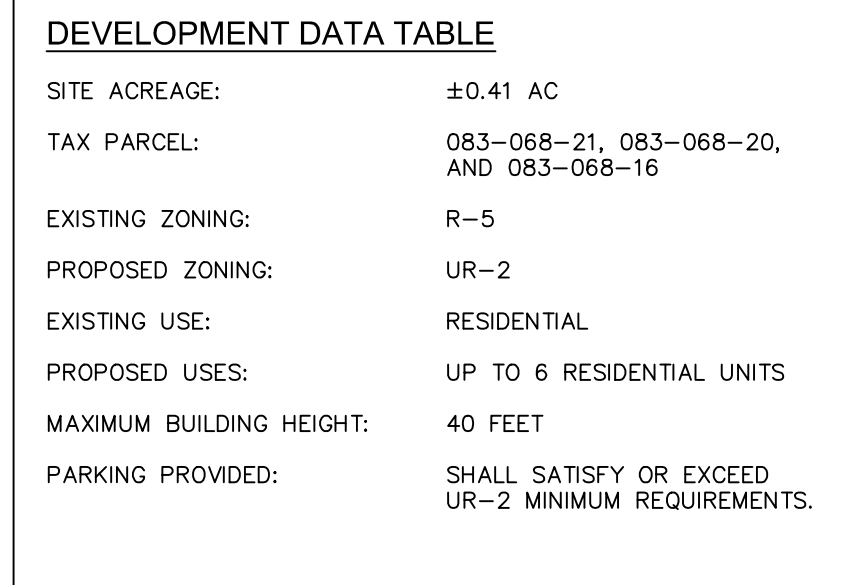 DEVELOPMENT DATA TABLE
SITE ACREAGE: ±0.41 AC
TAX PARCEL: 083-068-21, 083-068-20,
AND 083-068-16
EXISTING ZONING: R-5
PROPOSED ZONING: UR-2
EXISTING USE: RESIDENTIAL
PROPOSED USES: UP TO 6 RESIDENTIAL UNITS
MAXIMUM BUILDING HEIGHT: 40 FEET
PARKING PROVIDED: SHALL SATISFY OR EXCEED
UR-2 MINIMUM REQUIREMENTS.